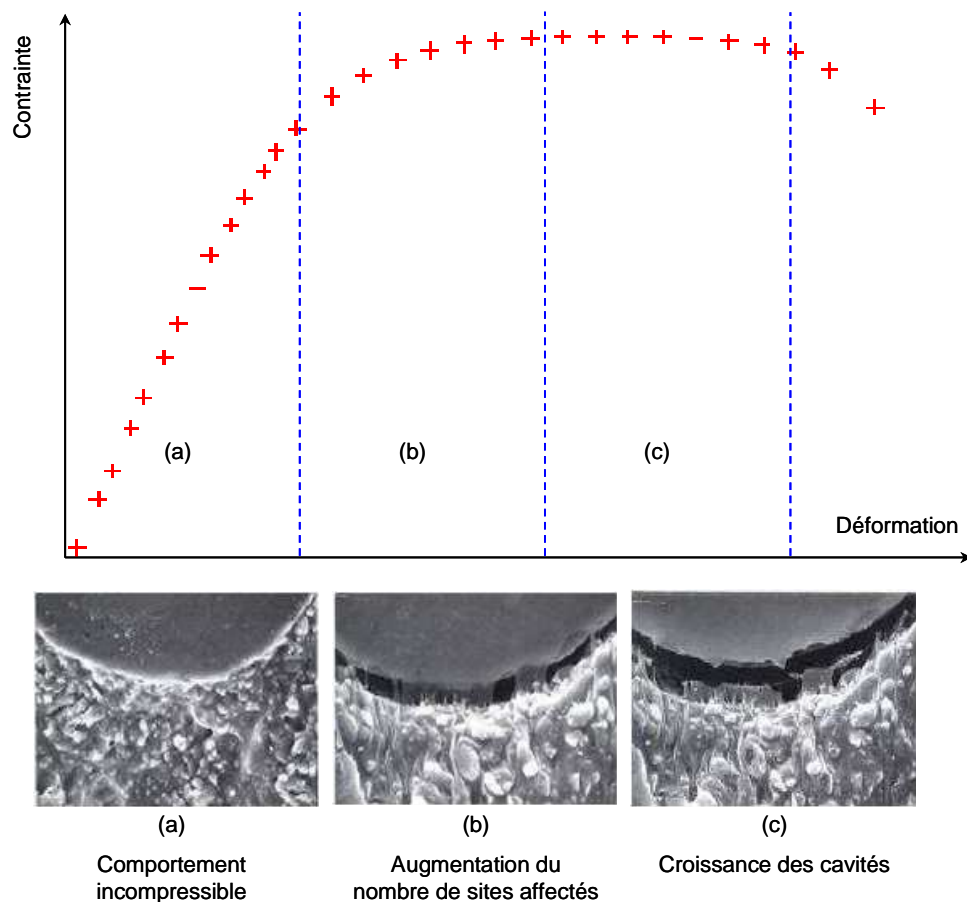 Contrainte
(a)
(b)
(c)
Déformation
(a)
(b)
(c)
Comportement
incompressible
Augmentation du
nombre de sites affectés
Croissance des cavités